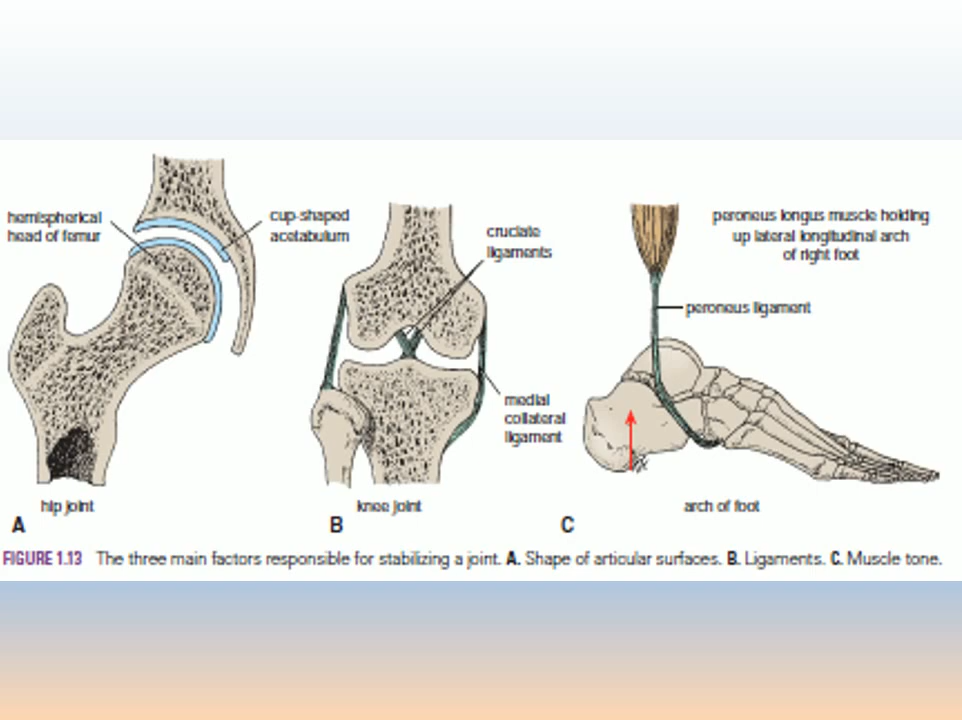 hemispherical
head of femur
cup-shaped
acetabulum
hip joint
A
cruciate
ligaments
medial
collateral
ligament
knee joint
B
peroneus longus muscle holding
up lateral longitudinal arch
of right foot
peroneus ligament
arch of foot
C
FIGURE 1.13 The three main factors responsible for stabilizing a joint. A. Shape of articular surfaces. B. Ligaments. C. Muscle tone.